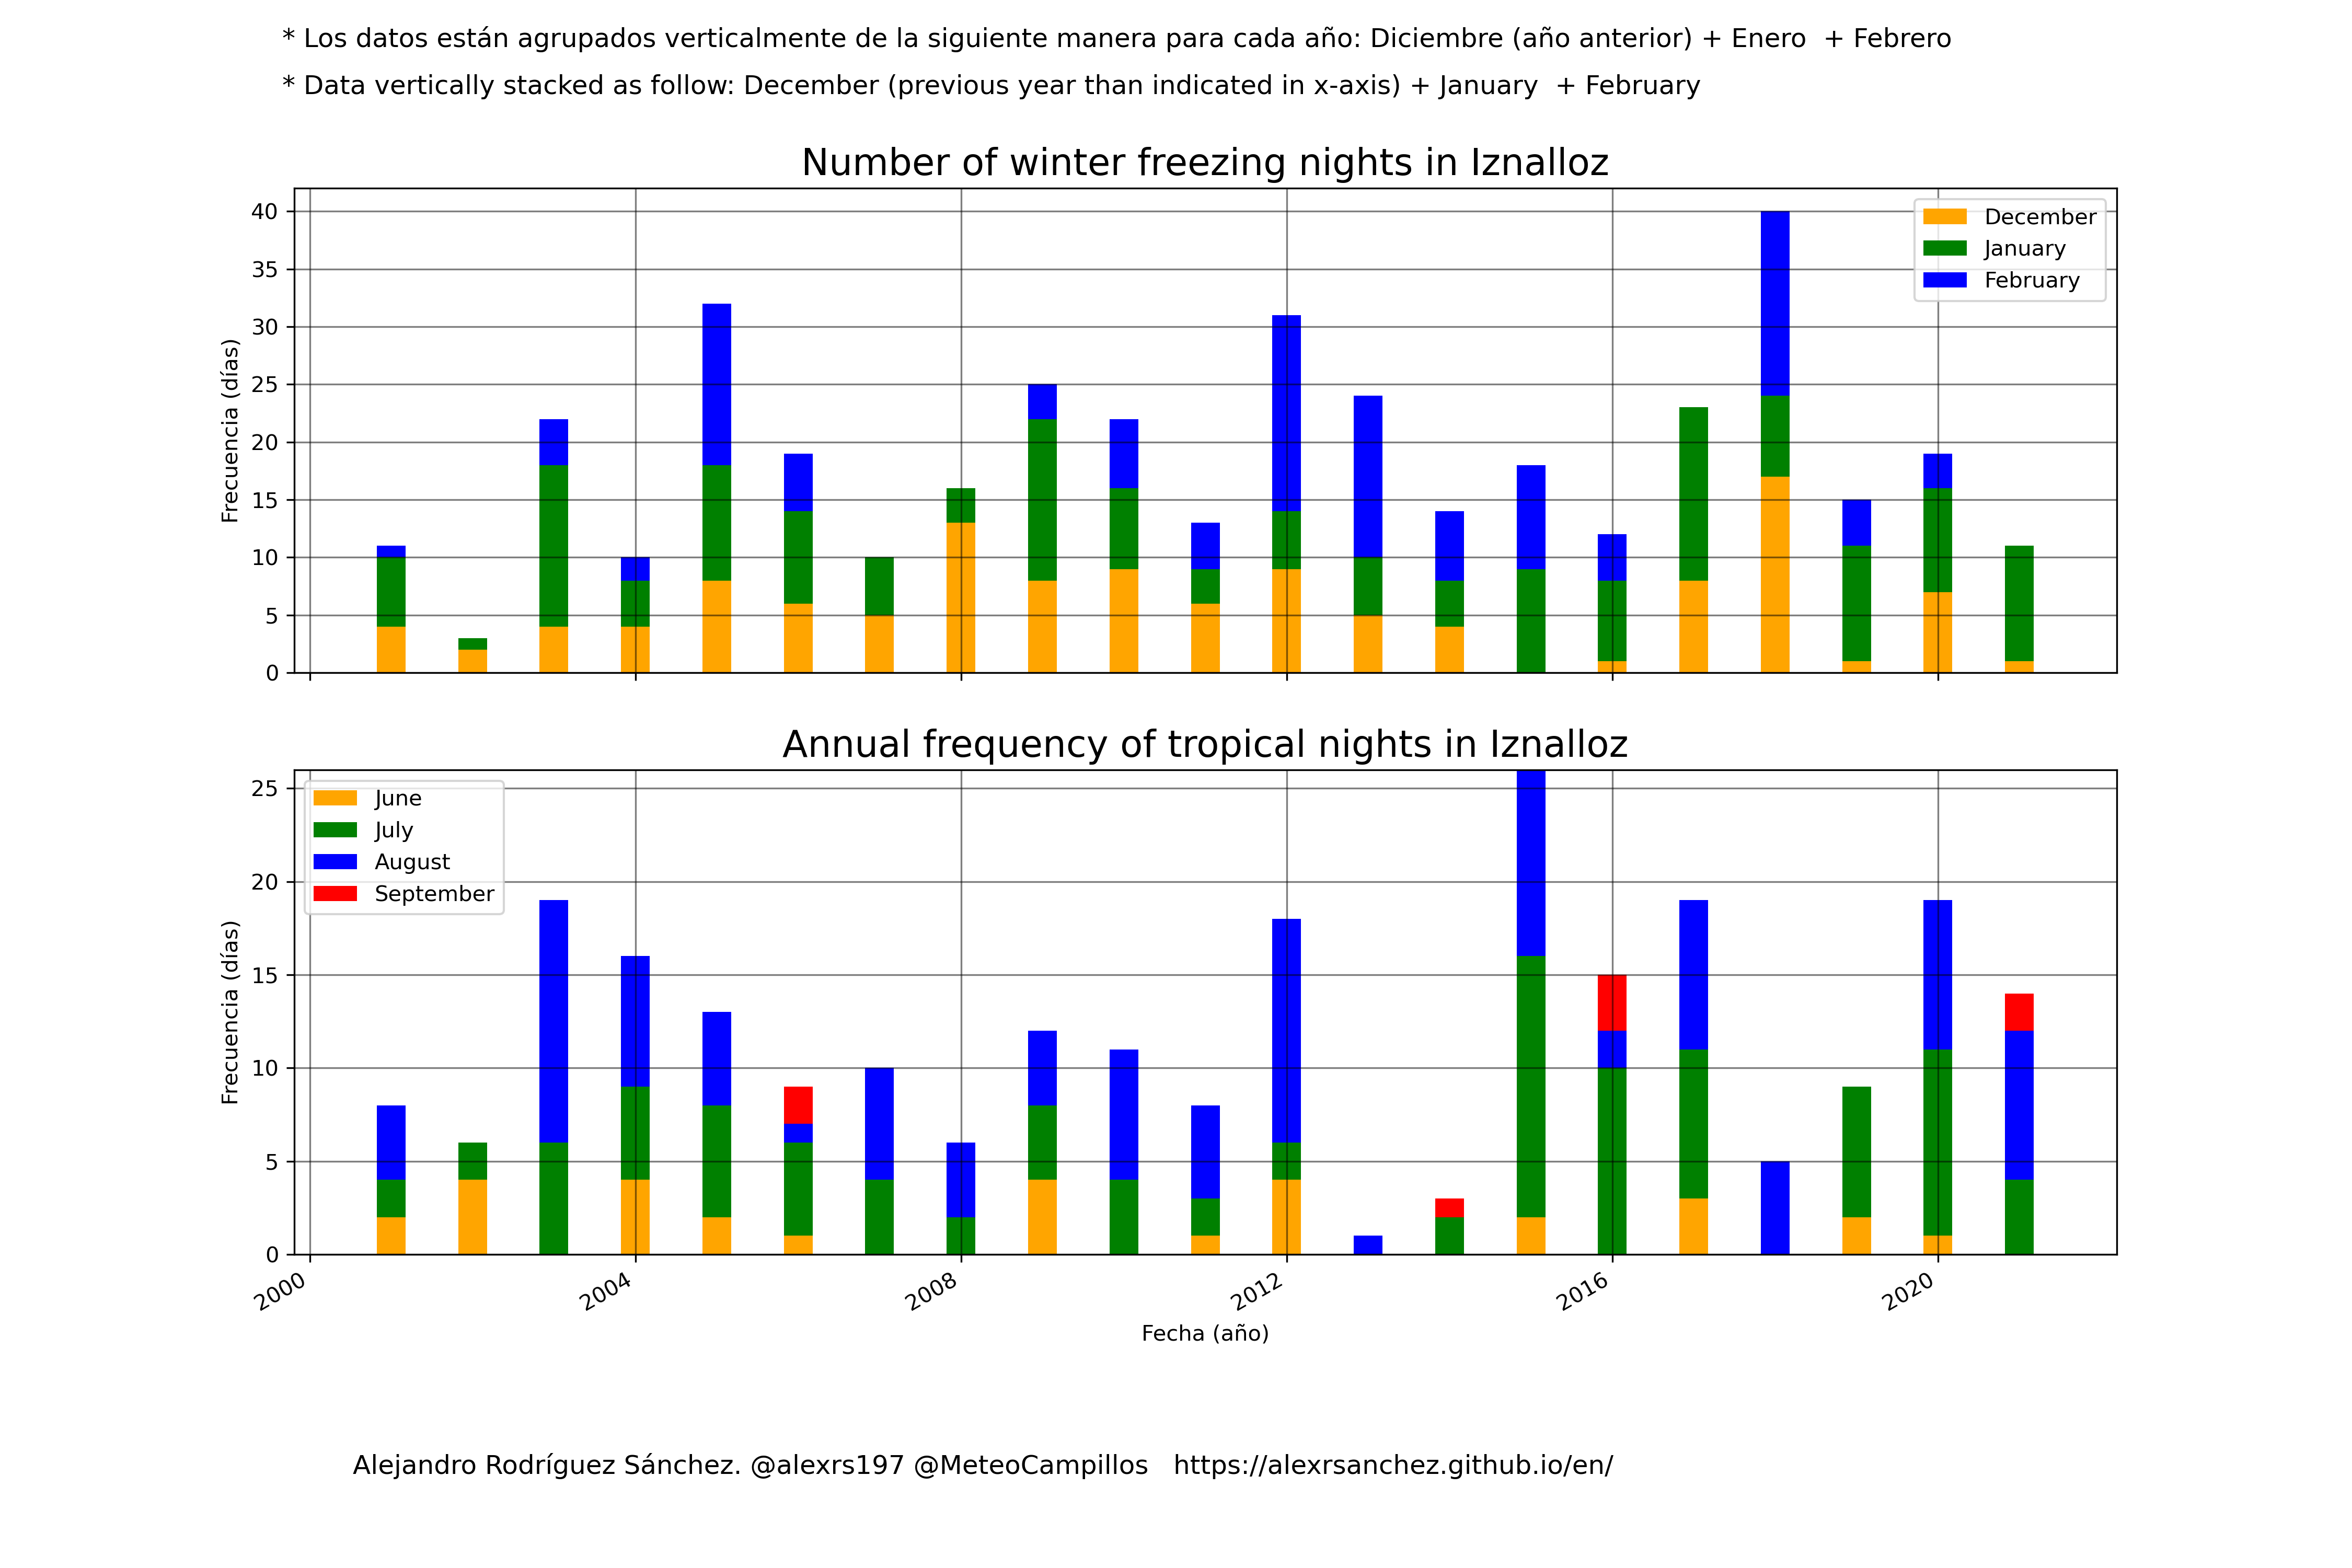 * Los datos están agrupados verticalmente de la siguiente manera para cada año: Diciembre (año anterior) + Enero  + Febrero
* Data vertically stacked as follow: December (previous year than indicated in x-axis) + January  + February
Number of winter freezing nights in Iznalloz
40
35
30
25
20
15
10
5
0
Frecuencia (días)
December
January
February
Annual frequency of tropical nights in Iznalloz
25
20
15
10
5
0
Frecuencia (días)
June
July
August
September
2000
2004
2008
2012
2016
2020
Fecha (año)
Alejandro Rodríguez Sánchez. @alexrs197 @MeteoCampillos   https://alexrsanchez.github.io/en/